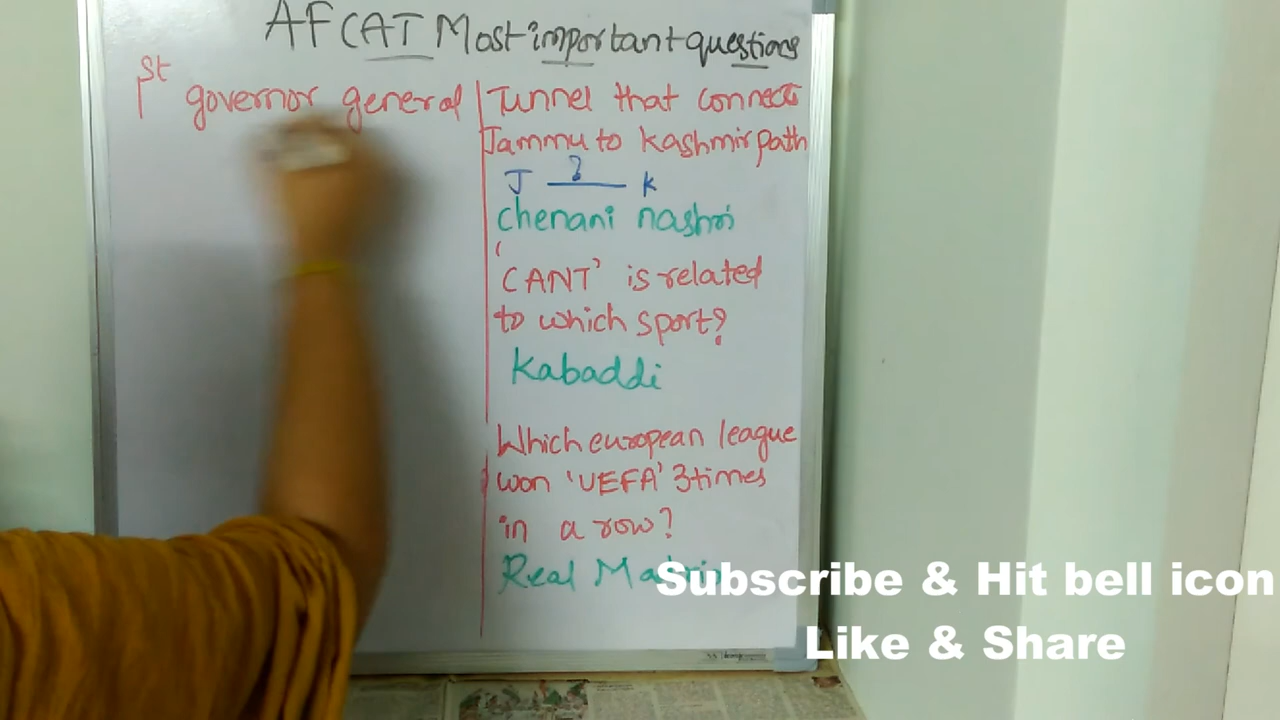 AFCAT Most important questions
1st governor general
Tunnel that connects
Jammu to kashmir path
J ? K
chenani nashri
'CANT' is related
to which sport?
Kabaddi
Which european league
won 'UEFA' 3times
in a row?
Real Madrid
Subscribe & Hit bell icon
Like & Share